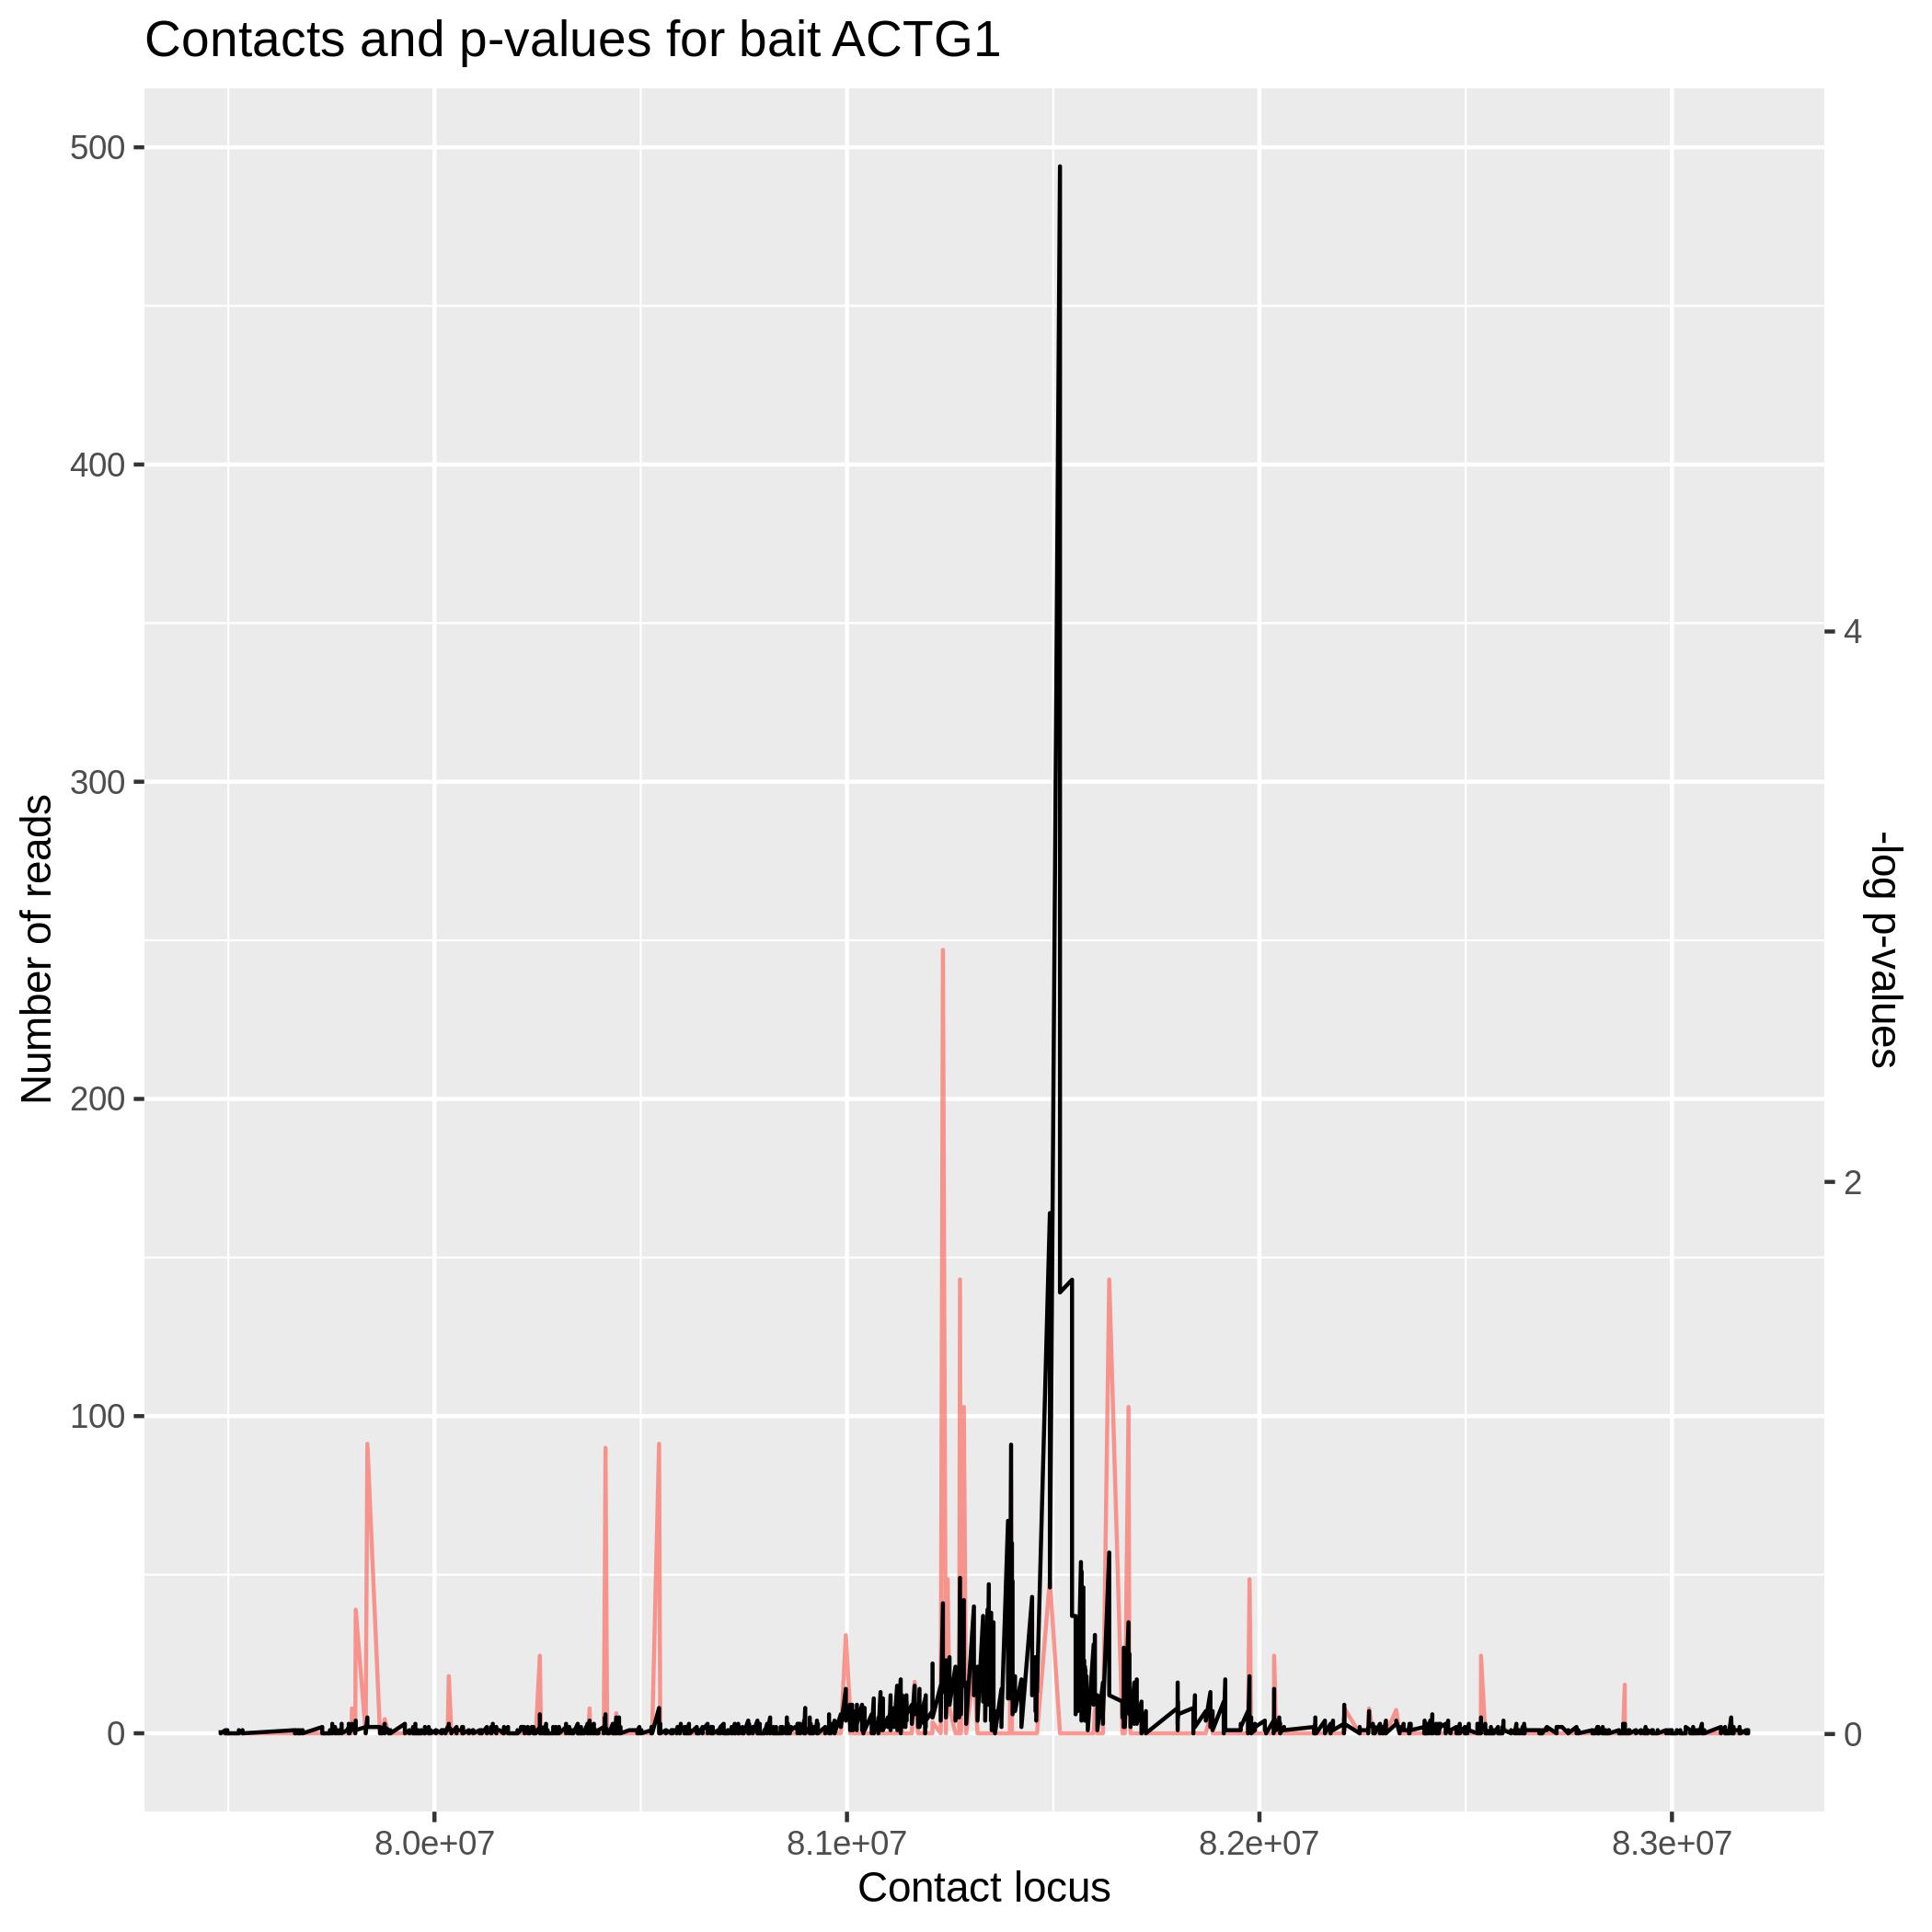 Contacts and p-values for bait ACTG1
500
400
300
200
100
0
Number of reads
4
2
0
-log p-values
8.0e+07
8.1e+07
8.2e+07
8.3e+07
Contact locus